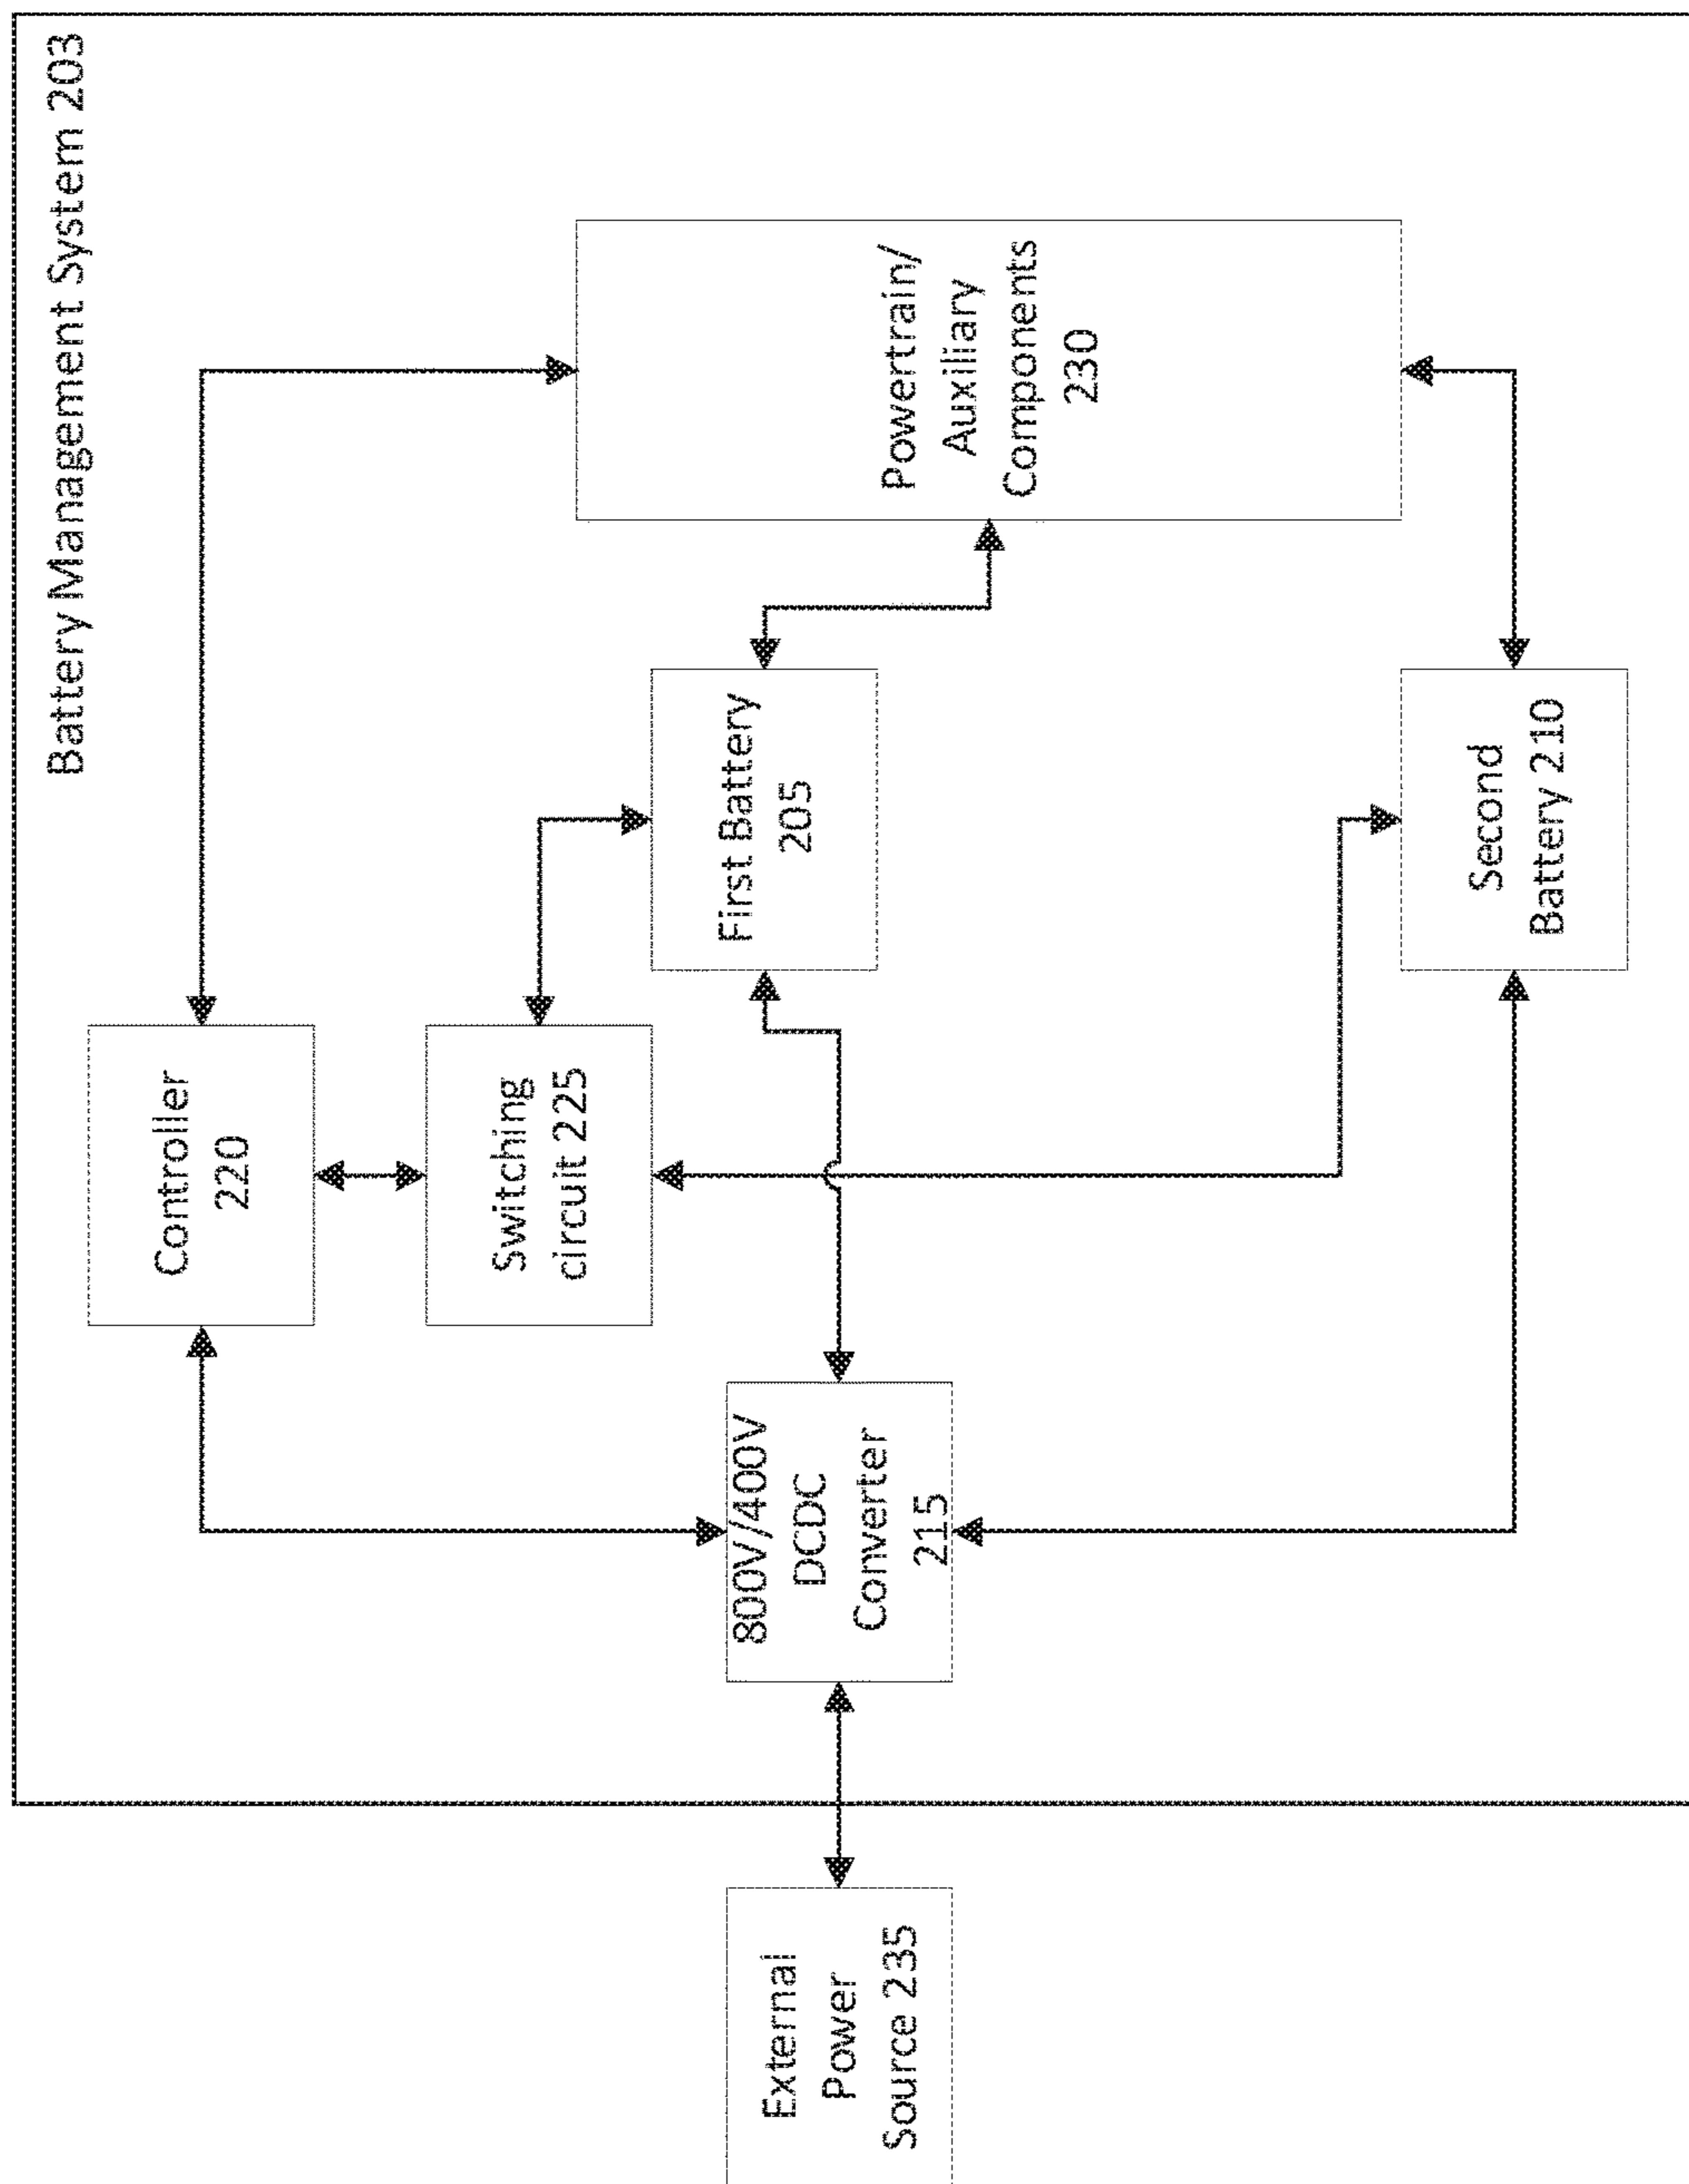 Battery Management System 203
Controller
220
Switching
circuit 225
External
Power
Source 235
800V/400V
DCDC
Converter
215
First Battery
205
Powertrain/
Auxiliary
Components
230
Second
Battery 210